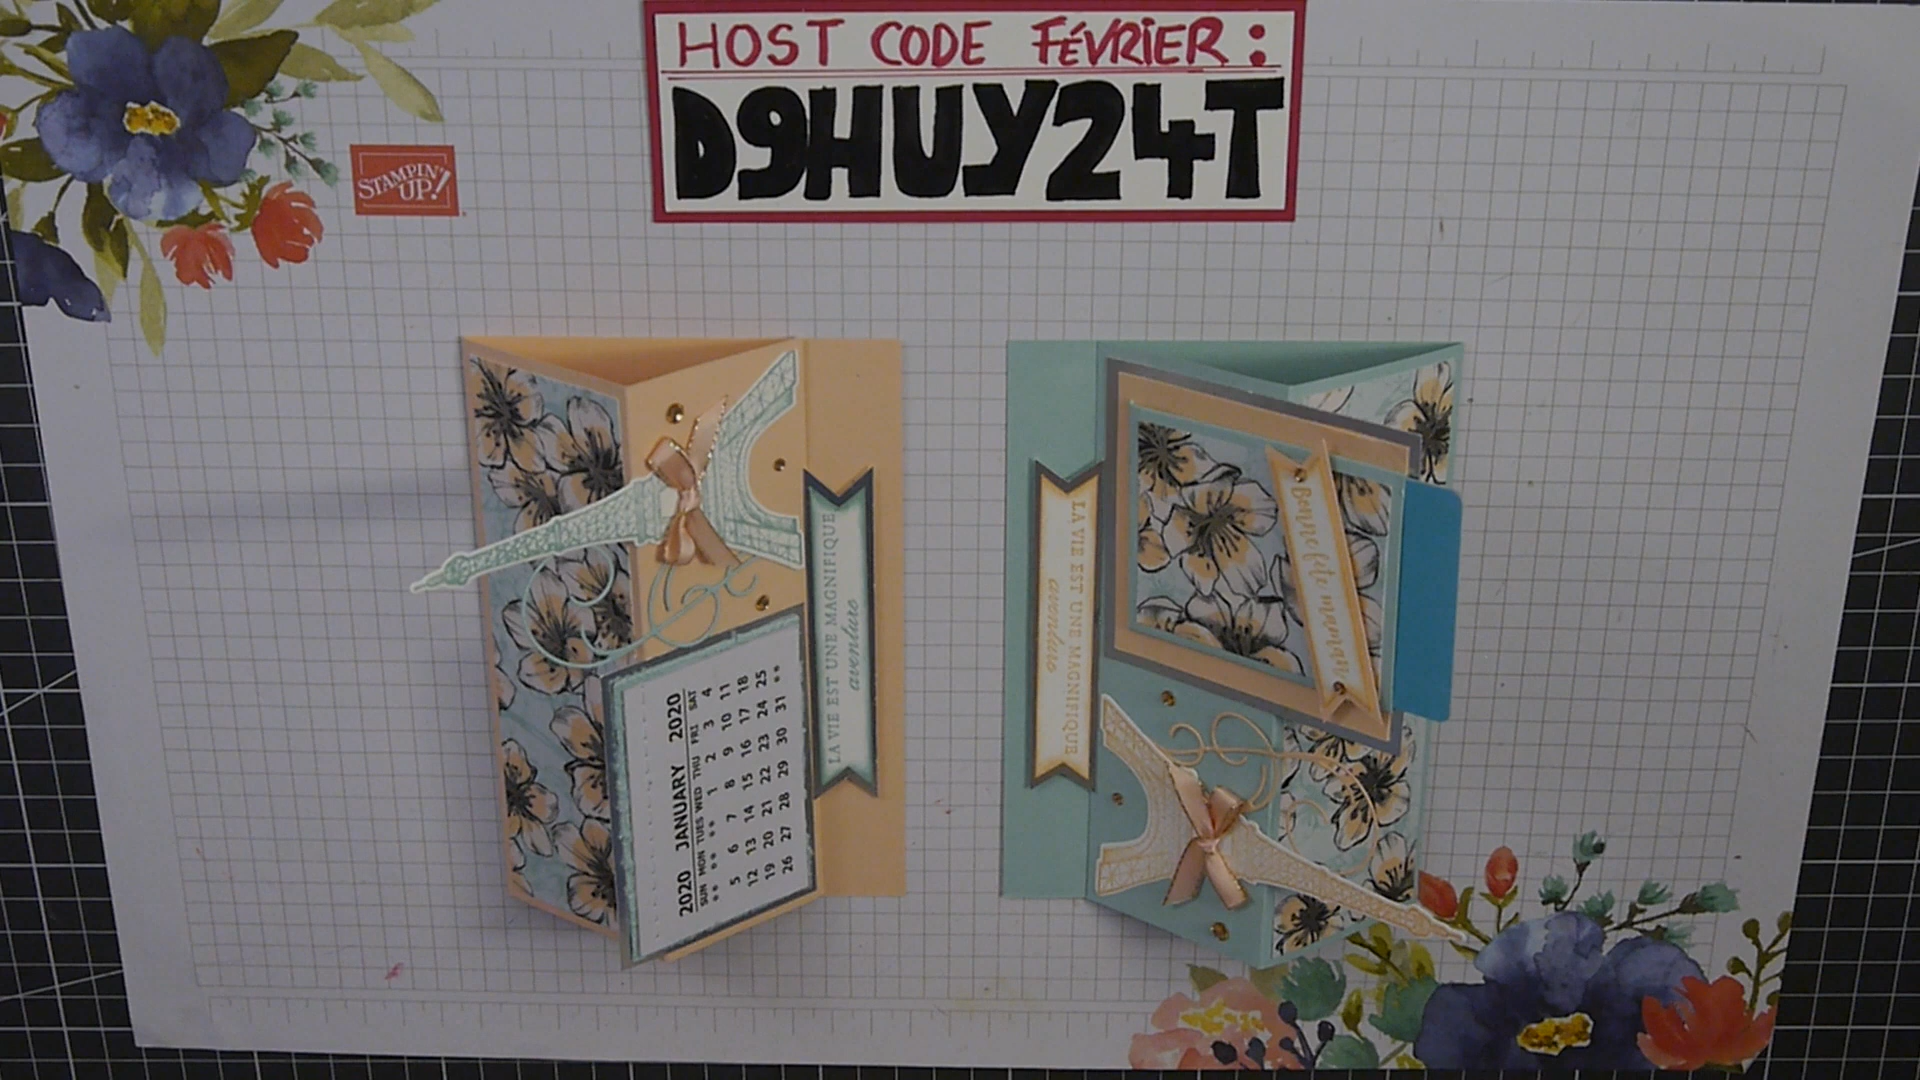 HOST CODE FÉVRIER :
D9HUY24T
STAMPIN'
UP!
LA VIE EST UNE MAGNIFIQUE
aventure
2020 JANUARY 2020
SUN MON TUES WED THU FRI SAT
** ** ** 1 2 3 4
5 6 7 8 9 10 11
12 13 14 15 16 17 18
19 20 21 22 23 24 25
26 27 28 29 30 31 **
LA VIE EST UNE MAGNIFIQUE
aventure
Bonne fête maman